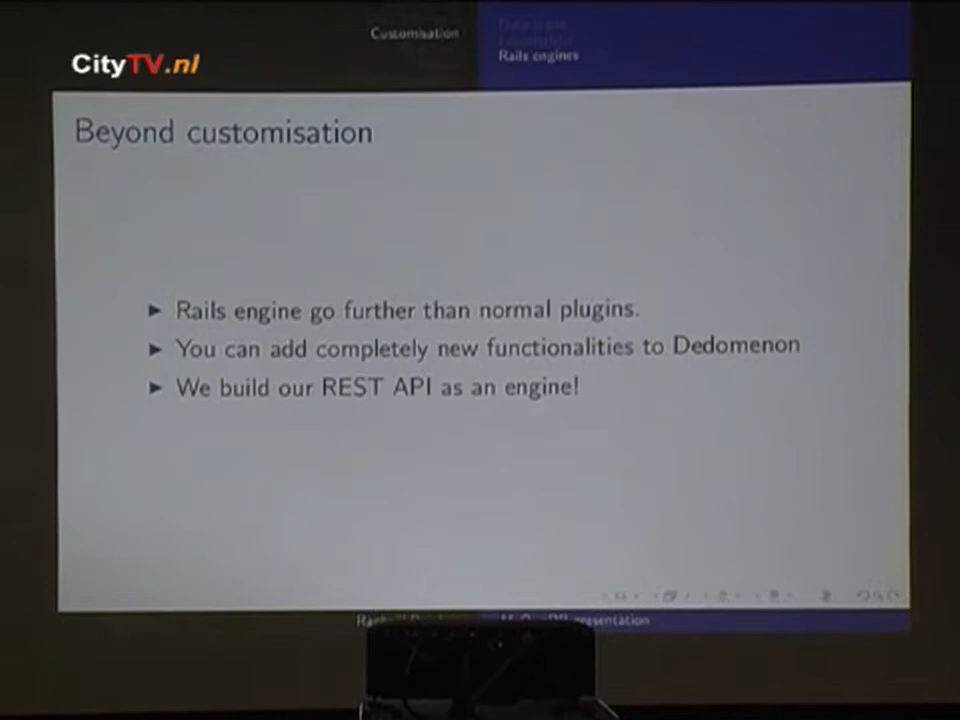 Customisation
Rails engines
CityTV.nl
Beyond customisation
Rails engine go further than normal plugins.
You can add completely new functionalities to Dedomenon
We build our REST API as an engine!